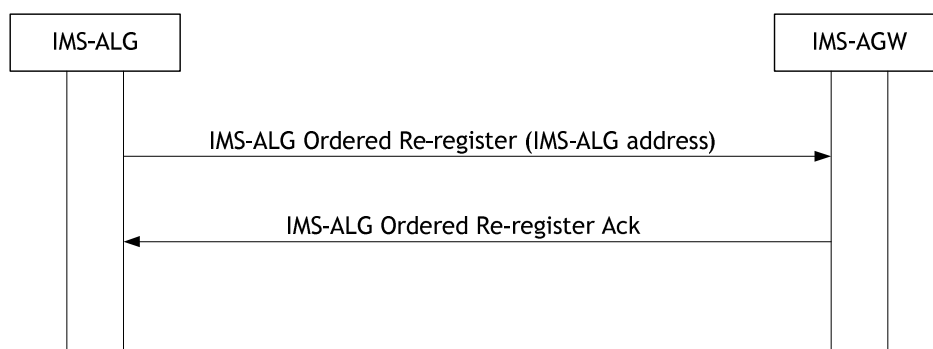 IMS-ALG
IMS-AGW
IMS-ALG Ordered Re-register (IMS-ALG address)
IMS-ALG Ordered Re-register Ack